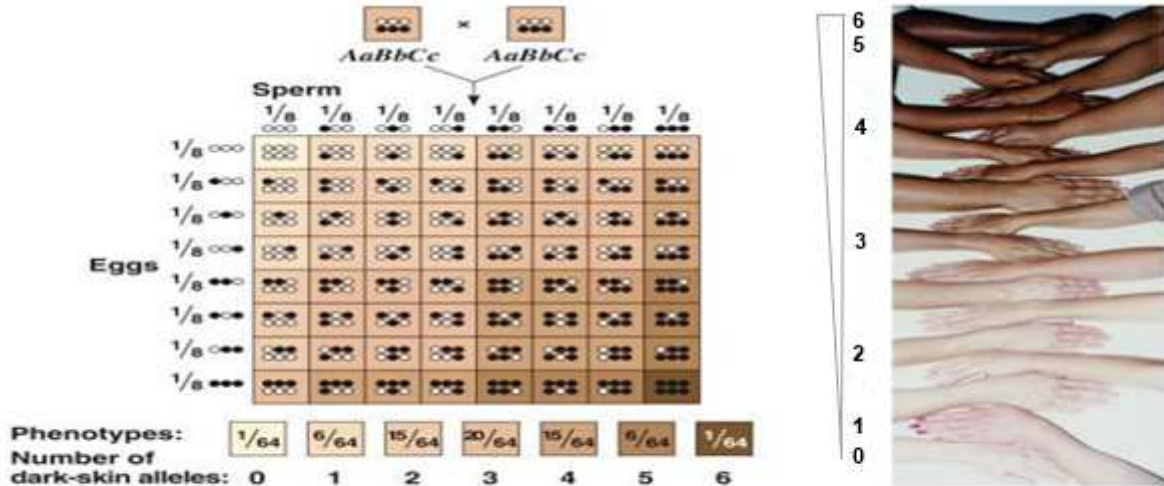 ×
AaBbCc AaBbCc
Sperm
1/8 1/8 1/8 1/8 1/8 1/8 1/8 1/8
1/8
1/8
1/8
1/8
1/8
1/8
1/8
1/8
Eggs
Phenotypes: 1/64 6/64 15/64 20/64 15/64 6/64 1/64
Number of
dark-skin alleles: 0 1 2 3 4 5 6
6
5
4
3
2
1
0